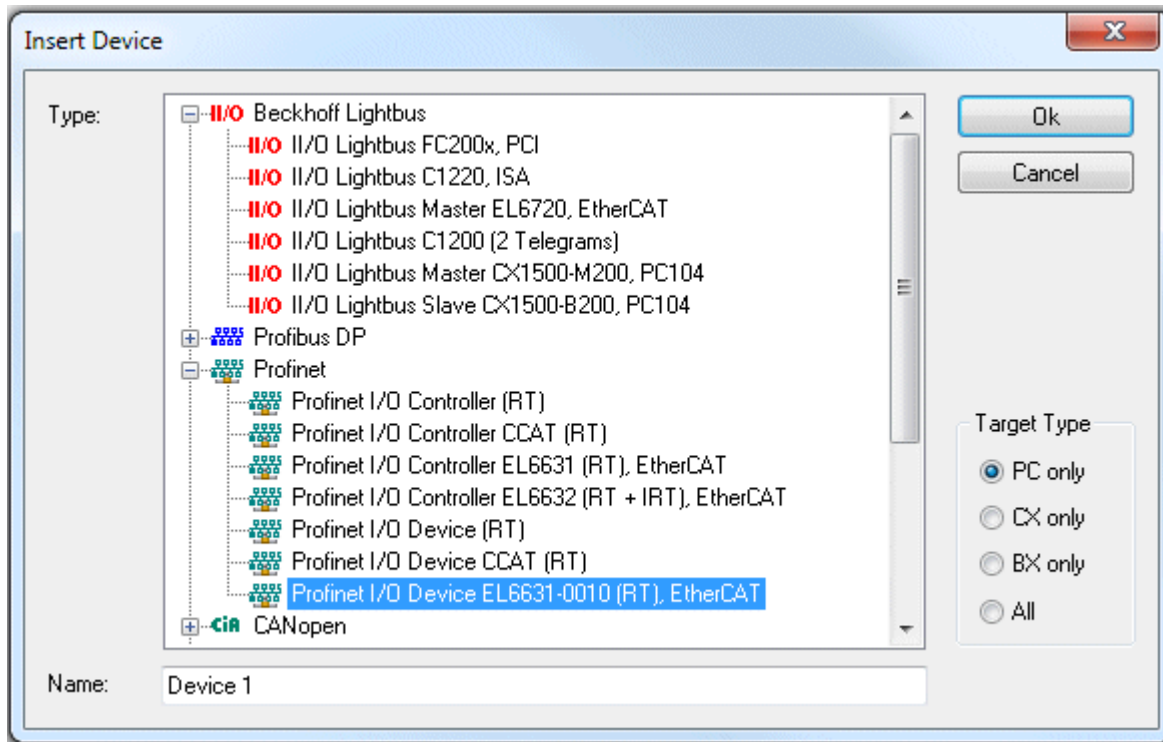 Insert Device
Type:
II/O Beckhoff Lightbus
II/O II/O Lightbus FC200x, PCI
II/O II/O Lightbus C1220, ISA
II/O II/O Lightbus Master EL6720, EtherCAT
II/O II/O Lightbus C1200 (2 Telegrams)
II/O II/O Lightbus Master CX1500-M200, PC104
II/O II/O Lightbus Slave CX1500-B200, PC104
Profibus DP
Profinet
Profinet I/O Controller (RT)
Profinet I/O Controller CCAT (RT)
Profinet I/O Controller EL6631 (RT), EtherCAT
Profinet I/O Controller EL6632 (RT + IRT), EtherCAT
Profinet I/O Device (RT)
Profinet I/O Device CCAT (RT)
Profinet I/O Device EL6631-0010 (RT), EtherCAT
CiA CANopen
Ok
Cancel
Target Type
PC only
CX only
BX only
All
Name:
Device 1